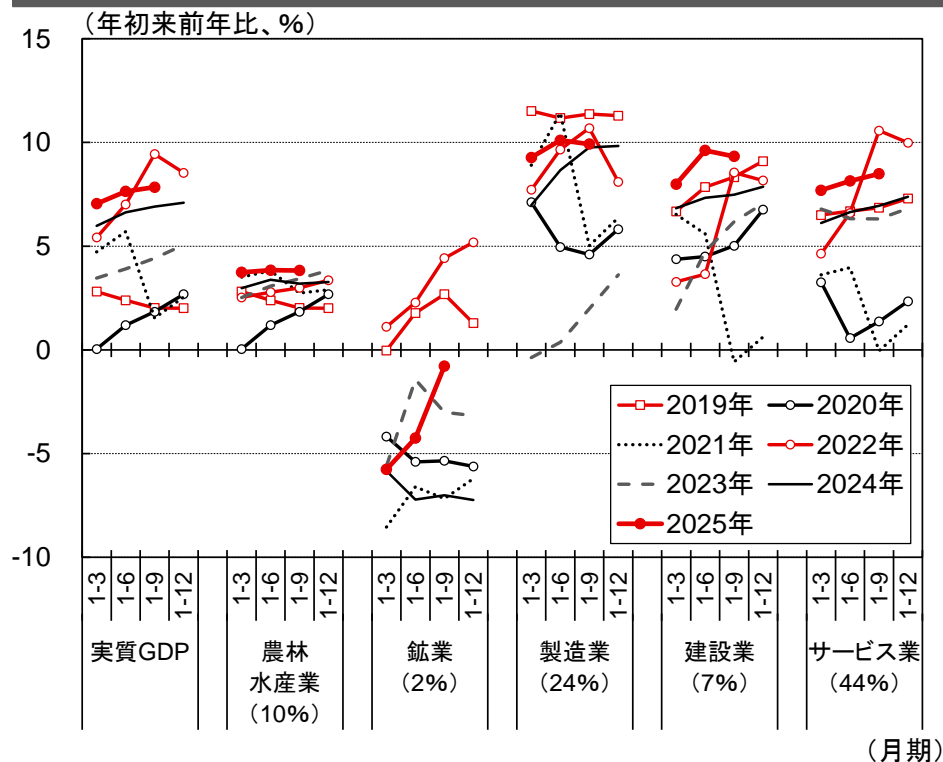 （年初来前年比、%）
15
10
5
0
-5
-10
2019年 2020年
2021年 2022年
2023年 2024年
2025年
1-3 1-6 1-9 1-12 1-3 1-6 1-9 1-12 1-3 1-6 1-9 1-12 1-3 1-6 1-9 1-12 1-3 1-6 1-9 1-12 1-3 1-6 1-9 1-12
実質GDP 農林 鉱業 製造業 建設業 サービス業
水産業 （2%） （24%） （7%） （44%）
（10%）
（月期）